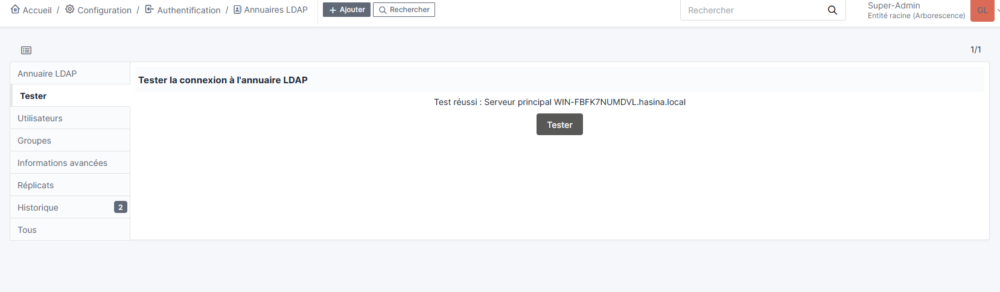 Accueil / Configuration / Authentification / Annuaires LDAP + Ajouter Rechercher Rechercher Super-Admin
Entité racine (Arborescence) GL
1/1
Annuaire LDAP
Tester
Utilisateurs
Groupes
Informations avancées
Réplicats
Historique 2
Tous
Tester la connexion à l'annuaire LDAP
Test réussi : Serveur principal WIN-FBFK7NUMDVL.hasina.local
Tester